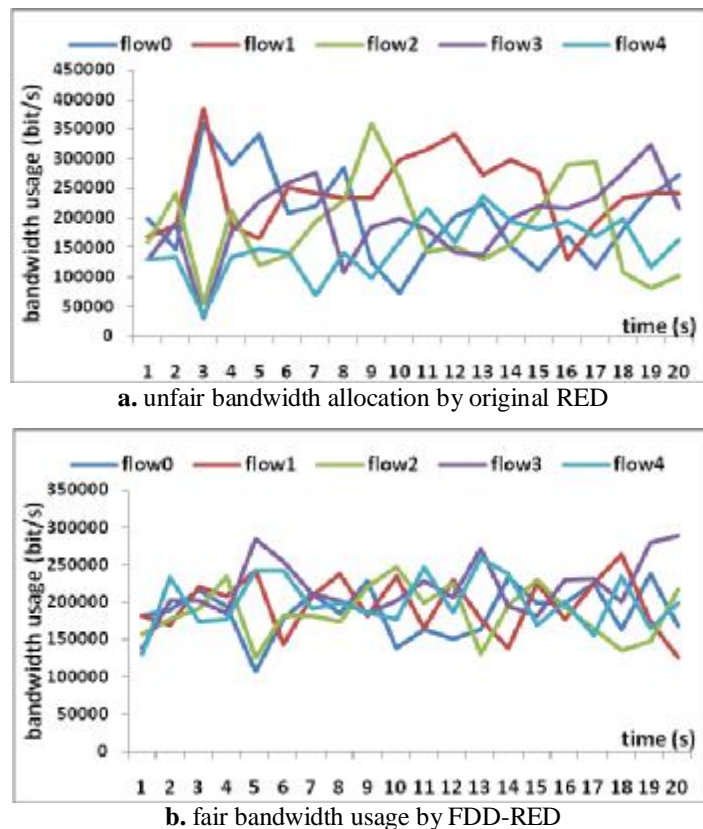 flow0 flow1 flow2 flow3 flow4
450000
400000
350000
300000
250000
200000
150000
100000
50000
0
bandwidth usage (bit/s)
time (s)
1 2 3 4 5 6 7 8 9 10 11 12 13 14 15 16 17 18 19 20
a. unfair bandwidth allocation by original RED
flow0 flow1 flow2 flow3 flow4
350000
300000
250000
200000
150000
100000
50000
0
bandwidth usage (bit/s)
time (s)
1 2 3 4 5 6 7 8 9 10 11 12 13 14 15 16 17 18 19 20
b. fair bandwidth usage by FDD-RED